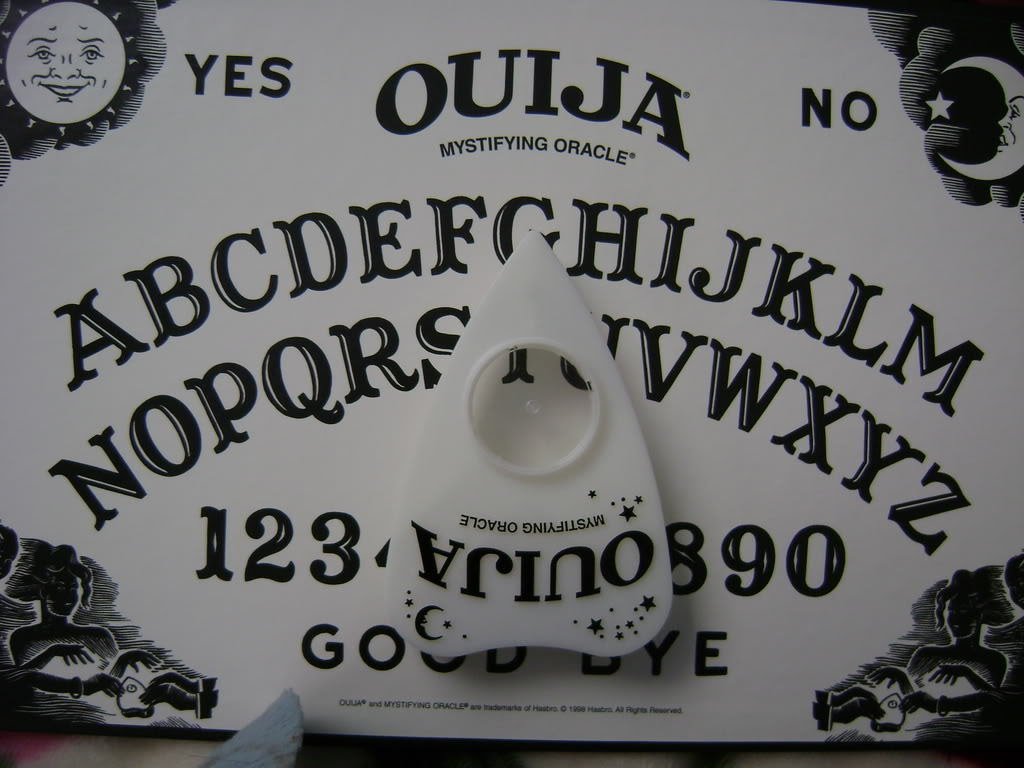 YES
OUIJA®
NO
MYSTIFYING ORACLE®
ABCDEFGHIJKLM
NOPQRS UVWXYZ
123 890
MYSTIFYING ORACLE
OUIJA
GOOD BYE
OUIJA® and MYSTIFYING ORACLE® are trademarks of Hasbro. © 1998 Hasbro. All Rights Reserved.